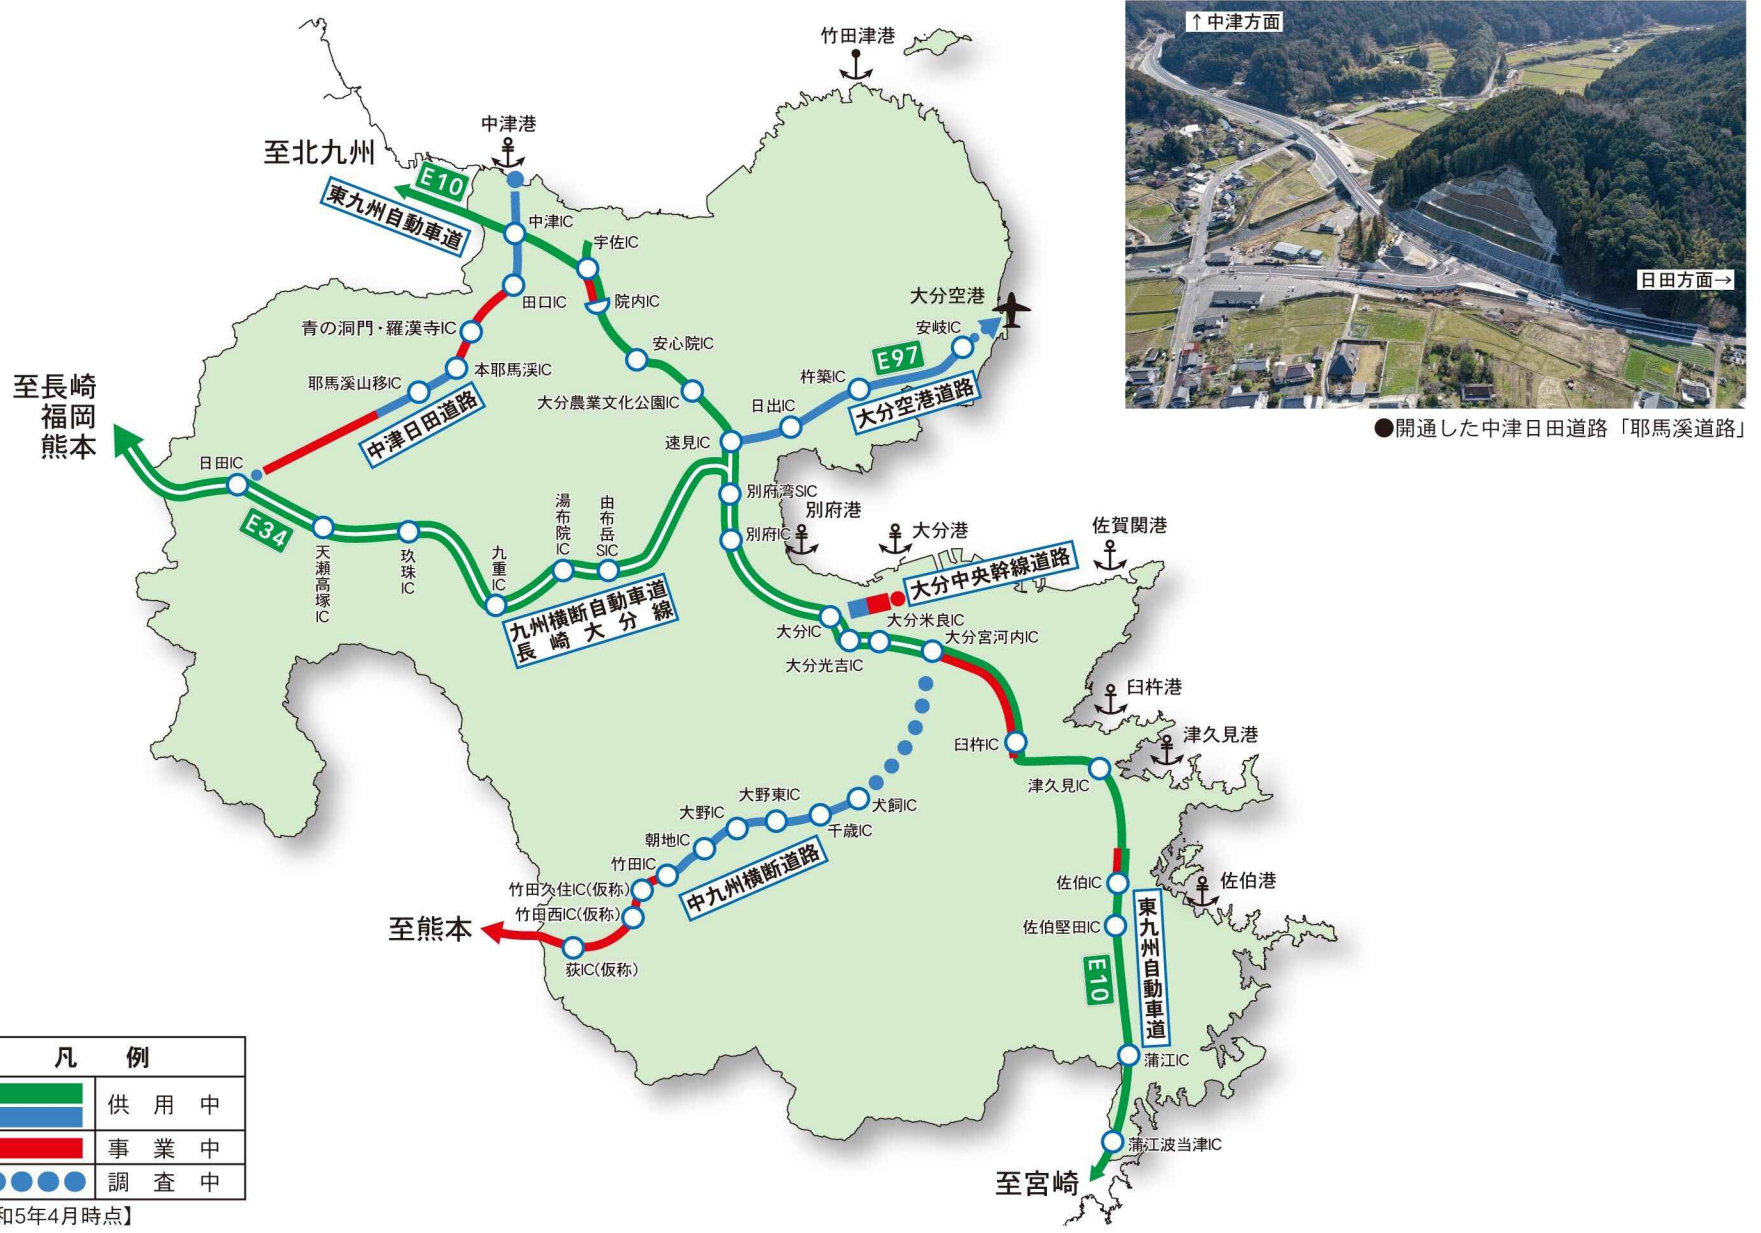 竹田津港
↑中津方面
中津港
至北九州
E10
東九州自動車道
中津IC
宇佐IC
田口IC
院内IC
大分空港
日田方面→
青の洞門・羅漢寺IC
安心院IC
安岐IC
E97
本耶馬渓IC
耶馬溪山移IC
杵築IC
大分空港道路
大分農業文化公園IC
日出IC
至長崎
福岡
熊本
中津日田道路
●開通した中津日田道路「耶馬溪道路」
速見IC
日田IC
別府湾SIC
湯布院IC
由布岳SIC
別府港
別府IC
大分港
佐賀関港
E34
天瀬高塚IC
玖珠IC
九重IC
大分中央幹線道路
九州横断自動車道
長崎大分線
大分IC
大分米良IC
大分宮河内IC
大分光吉IC
臼杵港
臼杵IC
津久見港
津久見IC
大野東IC
大野IC
犬飼IC
千歳IC
朝地IC
竹田IC
中九州横断道路
竹田久住IC(仮称)
竹田西IC(仮称)
至熊本
荻IC(仮称)
佐伯IC
佐伯港
佐伯堅田IC
東九州自動車道
E10
蒲江IC
蒲江波当津IC
至宮崎
凡例
供用中
事業中
調査中
和5年4月時点】